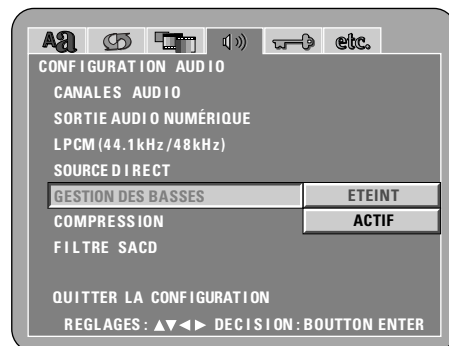 Aa etc.
CONFIGURATION AUDIO
CANALES AUDIO
SORTIE AUDIO NUMÉRIQUE
LPCM (44.1kHz/48kHz)
SOURCE DIRECT
GESTION DES BASSES ETEINT
COMPRESSION ACTIF
FILTRE SACD
QUITTER LA CONFIGURATION
REGLAGES: ▲▼◄► DECISION: BOUTTON ENTER